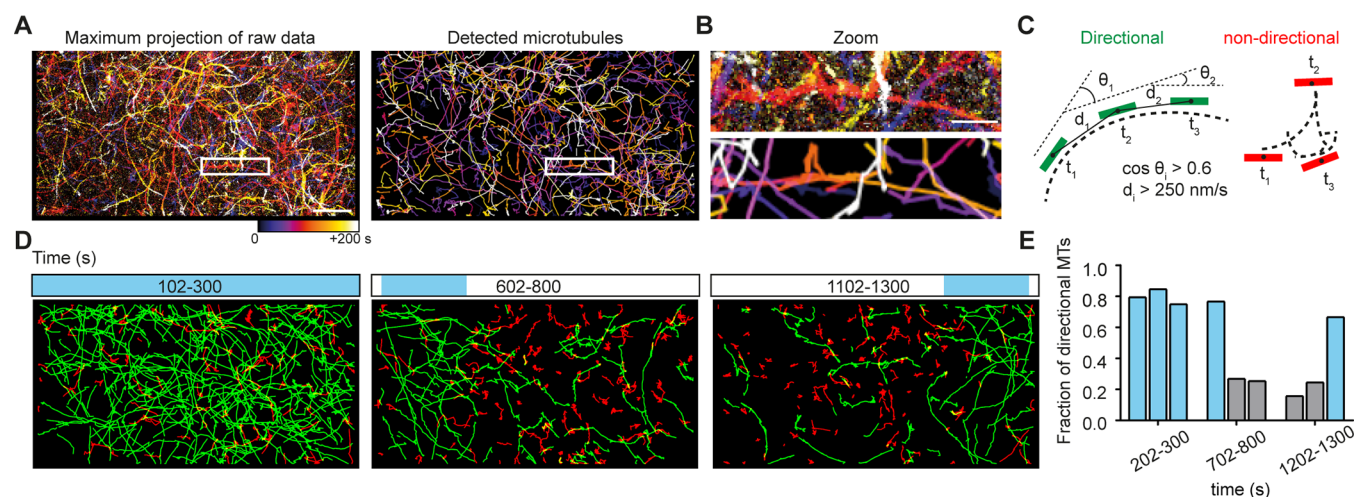 A
Maximum projection of raw data
Detected microtubules
0
+200 s
B
Zoom
C
Directional
non-directional
θ1
θ2
d1
d2
t1
t2
t3
cos θi > 0.6
di > 250 nm/s
t2
t1
t3
D
Time (s)
102-300
602-800
1102-1300
E
Fraction of directional MTs
1.0
0.8
0.6
0.4
0.2
0.0
202-300
702-800
1202-1300
time (s)